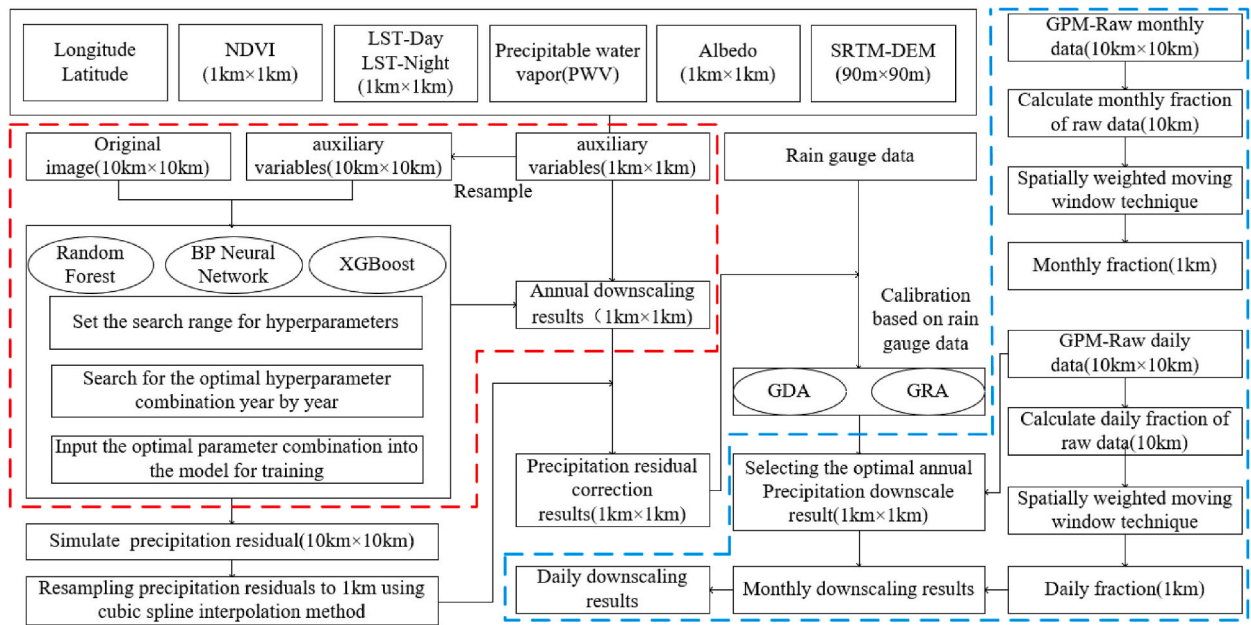 Longitude
Latitude
NDVI
(1km×1km)
LST-Day
LST-Night
(1km×1km)
Precipitable water
vapor(PWV)
Albedo
(1km×1km)
SRTM-DEM
(90m×90m)
Original
image(10km×10km)
auxiliary
variables(10km×10km)
auxiliary
variables(1km×1km)
Resample
Random
Forest
BP Neural
Network
XGBoost
Set the search range for hyperparameters
Search for the optimal hyperparameter
combination year by year
Input the optimal parameter combination into
the model for training
Annual downscaling
results（1km×1km)
Simulate precipitation residual(10km×10km)
Resampling precipitation residuals to 1km using
cubic spline interpolation method
Precipitation residual
correction
results(1km×1km)
Rain gauge data
Calibration
based on rain
gauge data
GDA
GRA
Selecting the optimal annual
Precipitation downscale
result(1km×1km)
Monthly downscaling results
Daily downscaling
results
GPM-Raw monthly
data(10km×10km)
Calculate monthly fraction
of raw data(10km)
Spatially weighted moving
window technique
Monthly fraction(1km)
GPM-Raw daily
data(10km×10km)
Calculate daily fraction of
raw data(10km)
Spatially weighted moving
window technique
Daily fraction(1km)